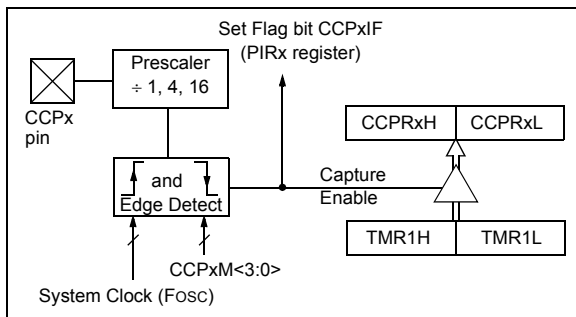 Set Flag bit CCPxIF
(PIRx register)
Prescaler
÷ 1, 4, 16
CCPx
pin
CCPRxH CCPRxL
and
Edge Detect
Capture
Enable
TMR1H TMR1L
CCPxM<3:0>
System Clock (FOSC)